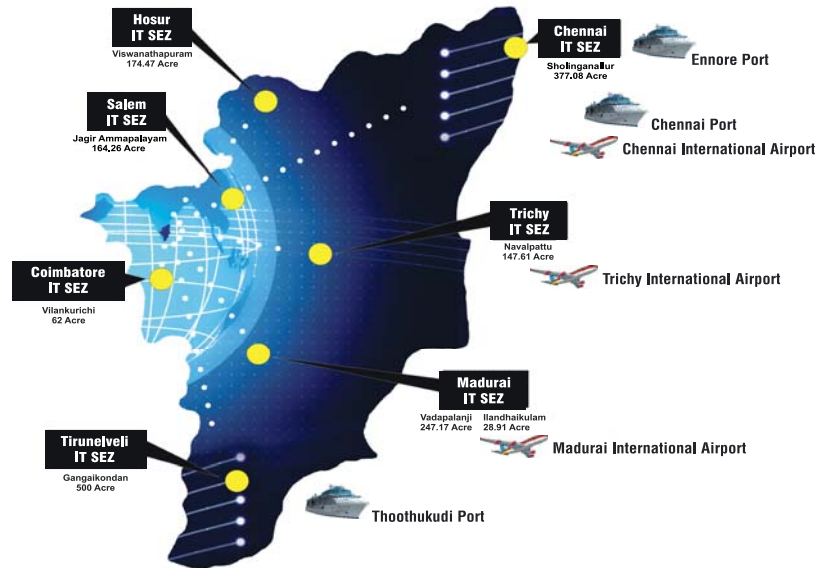 Hosur
IT SEZ
Viswanathapuram
174.47 Acre
Chennai
IT SEZ
Sholinganallur
377.08 Acre
Ennore Port
Salem
IT SEZ
Jagir Ammapalayam
164.26 Acre
Chennai Port
Chennai International Airport
Trichy
IT SEZ
Navalpattu
147.61 Acre
Trichy International Airport
Coimbatore
IT SEZ
Vilankurichi
62 Acre
Madurai
IT SEZ
Vadapalanji Ilandhaikulam
247.17 Acre 28.91 Acre
Madurai International Airport
Tirunelveli
IT SEZ
Gangaikondan
500 Acre
Thoothukudi Port